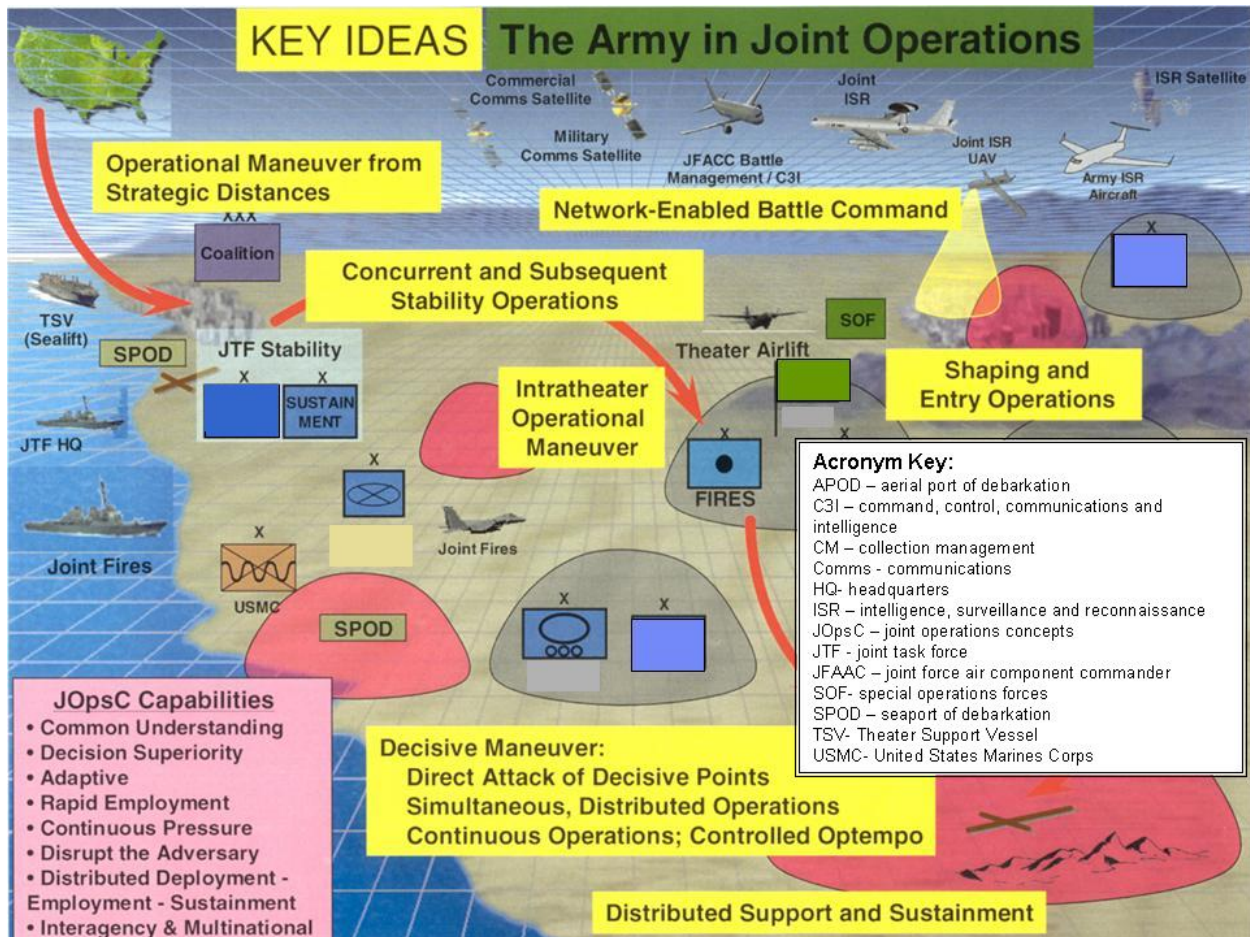 KEY IDEAS
The Army in Joint Operations
Commercial
Comms Satellite
Military
Comms Satellite
JFACC Battle
Management / C3I
Joint
ISR
ISR Satellite
Joint ISR
UAV
Army ISR
Aircraft
Operational Maneuver from
Strategic Distances
Network-Enabled Battle Command
XXX
Coalition
X
Concurrent and Subsequent
Stability Operations
TSV
(Sealift)
SPOD
JTF Stability
X
X
SUSTAIN
MENT
SOF
Theater Airlift
Shaping and
Entry Operations
Intratheater
Operational
Maneuver
JTF HQ
X
FIRES
X
X
Joint Fires
Joint Fires
X
USMC
SPOD
X
X
Acronym Key:
APOD – aerial port of debarkation
C3I – command, control, communications and
intelligence
CM – collection management
Comms - communications
HQ- headquarters
ISR – intelligence, surveillance and reconnaissance
JOpsC – joint operations concepts
JTF - joint task force
JFAAC – joint force air component commander
SOF- special operations forces
SPOD – seaport of debarkation
TSV- Theater Support Vessel
USMC- United States Marines Corps
JOpsC Capabilities
• Common Understanding
• Decision Superiority
• Adaptive
• Rapid Employment
• Continuous Pressure
• Disrupt the Adversary
• Distributed Deployment -
Employment - Sustainment
• Interagency & Multinational
Decisive Maneuver:
Direct Attack of Decisive Points
Simultaneous, Distributed Operations
Continuous Operations; Controlled Optempo
Distributed Support and Sustainment